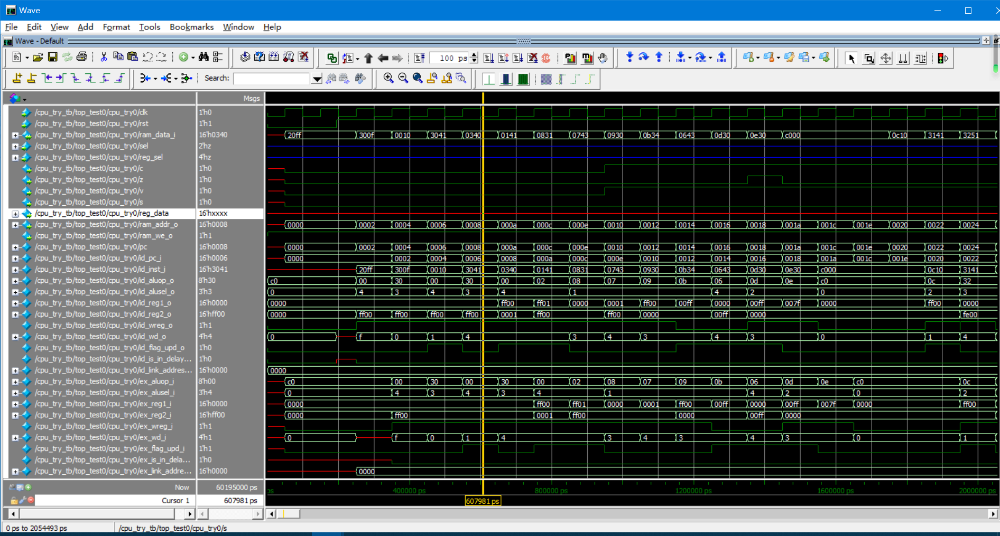 Wave
File Edit View Add Format Tools Bookmarks Window Help
Wave - Default
100 ps
Search:
Msgs
/cpu_try_tb/top_test0/cpu_try0/clk 1'h0
/cpu_try_tb/top_test0/cpu_try0/rst 1'h1
/cpu_try_tb/top_test0/cpu_try0/ram_data_i 16'h0340 20ff 300f 0010 3041 0340 0141 0831 0743 0930 0b34 0643 0d30 0e30 c000 0c10 3141 3251
/cpu_try_tb/top_test0/cpu_try0/sel 2'hz
/cpu_try_tb/top_test0/cpu_try0/reg_sel 4'hz
/cpu_try_tb/top_test0/cpu_try0/c 1'h0
/cpu_try_tb/top_test0/cpu_try0/z 1'h0
/cpu_try_tb/top_test0/cpu_try0/v 1'h0
/cpu_try_tb/top_test0/cpu_try0/s 1'h0
/cpu_try_tb/top_test0/cpu_try0/reg_data 16'hxxxx
/cpu_try_tb/top_test0/cpu_try0/ram_addr_o 16'h0008 0000 0002 0004 0006 0008 000a 000c 000e 0010 0012 0014 0016 0018 001a 001c 001e 0020 0022 0024
/cpu_try_tb/top_test0/cpu_try0/ram_we_o 1'h1
/cpu_try_tb/top_test0/cpu_try0/pc 16'h0008 0000 0002 0004 0006 0008 000a 000c 000e 0010 0012 0014 0016 0018 001a 001c 001e 0020 0022 0024
/cpu_try_tb/top_test0/cpu_try0/id_pc_i 16'h0006 0000 0002 0004 0006 0008 000a 000c 000e 0010 0012 0014 0016 0018 001a 001c 001e 0020 0022
/cpu_try_tb/top_test0/cpu_try0/id_inst_i 16'h3041 20ff 300f 0010 3041 0340 0141 0831 0743 0930 0b34 0643 0d30 0e30 c000 0c10 3141
/cpu_try_tb/top_test0/cpu_try0/id_aluop_o 8'h30 c0 00 30 00 30 00 02 08 07 09 0b 06 0d 0e c0 0c 32
/cpu_try_tb/top_test0/cpu_try0/id_alusel_o 3'h3 0 4 3 4 3 4 1 4 2 0 2 3
/cpu_try_tb/top_test0/cpu_try0/id_reg1_o 16'h0000 0000 ff00 ff01 0000 0001 ff00 00ff 0000 00ff 007f 0000 ff00 0000
/cpu_try_tb/top_test0/cpu_try0/id_reg2_o 16'hff00 0000 ff00 ff00 ff00 ff00 0001 ff00 ff00 0000 00ff 0000 fe00
/cpu_try_tb/top_test0/cpu_try0/id_wreg_o 1'h1
/cpu_try_tb/top_test0/cpu_try0/id_wd_o 4'h4 0 f 0 1 4 3 4 3 4 3 0 1 4
/cpu_try_tb/top_test0/cpu_try0/id_flag_upd_o 1'h0
/cpu_try_tb/top_test0/cpu_try0/id_is_in_delay... 1'h0
/cpu_try_tb/top_test0/cpu_try0/id_link_addres... 16'h0000 0000
/cpu_try_tb/top_test0/cpu_try0/ex_aluop_i 8'h00 c0 00 30 00 30 00 02 08 07 09 0b 06 0d 0e c0 0c
/cpu_try_tb/top_test0/cpu_try0/ex_alusel_i 3'h4 0 4 3 4 3 4 1 4 2 0 2
/cpu_try_tb/top_test0/cpu_try0/ex_reg1_i 16'h0000 0000 ff00 ff01 0000 0001 ff00 00ff 0000 00ff 007f 0000 ff00
/cpu_try_tb/top_test0/cpu_try0/ex_reg2_i 16'hff00 0000 ff00 0001 ff00 0000 00ff 0000
/cpu_try_tb/top_test0/cpu_try0/ex_wreg_i 1'h1
/cpu_try_tb/top_test0/cpu_try0/ex_wd_i 4'h1 0 f 0 1 4 3 4 3 4 3 0 1
/cpu_try_tb/top_test0/cpu_try0/ex_flag_upd_i 1'h1
/cpu_try_tb/top_test0/cpu_try0/ex_is_in_dela... 1'h0
/cpu_try_tb/top_test0/cpu_try0/ex_link_addre... 16'h0000 0000
Now 60195000 ps ps 400000 ps 800000 ps 1200000 ps 1600000 ps 2000000 ps
Cursor 1 607981 ps 607981 ps
0 ps to 2054493 ps /cpu_try_tb/top_test0/cpu_try0/s